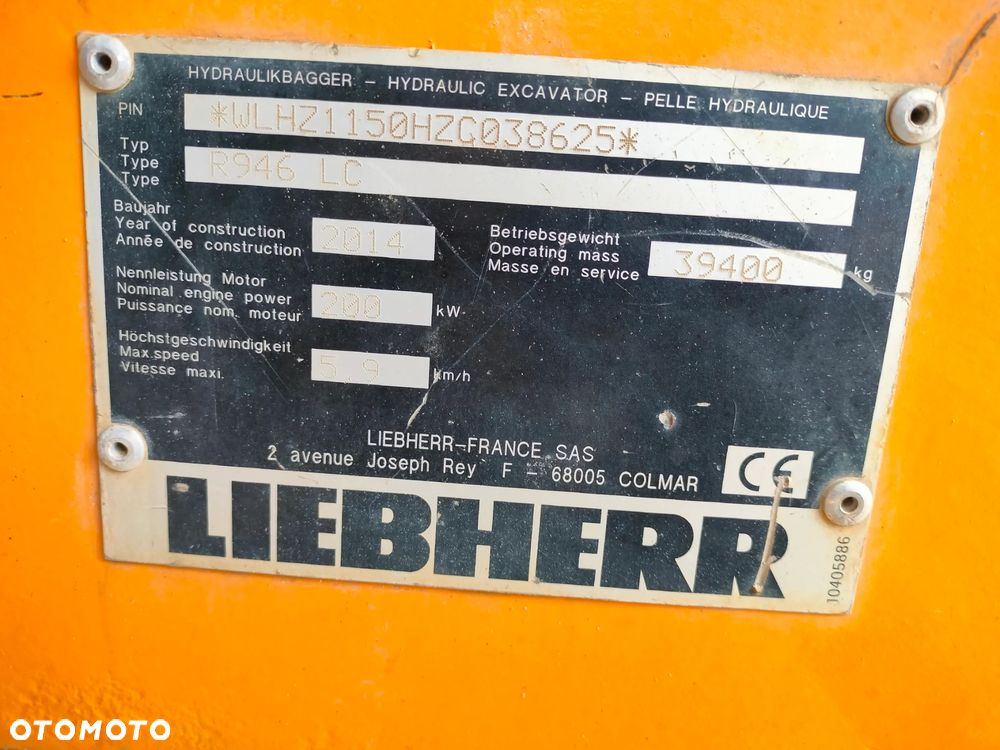 HYDRAULIKBAGGER – HYDRAULIC EXCAVATOR – PELLE HYDRAULIQUE
PIN *WLHZ1150HZG038625*
Typ
Type R946 LC
Type
Baujahr
Year of construction 2014
Année de construction
Betriebsgewicht
Operating mass 39400 kg
Masse en service
Nennleistung Motor
Nominal engine power 200 kW
Puissance nom. moteur
Höchstgeschwindigkeit
Max.speed 5 9 km/h
Vitesse maxi.
LIEBHERR–FRANCE SAS
2 avenue Joseph Rey F – 68005 COLMAR
CE
LIEBHERR
10405886
OTOMOTO